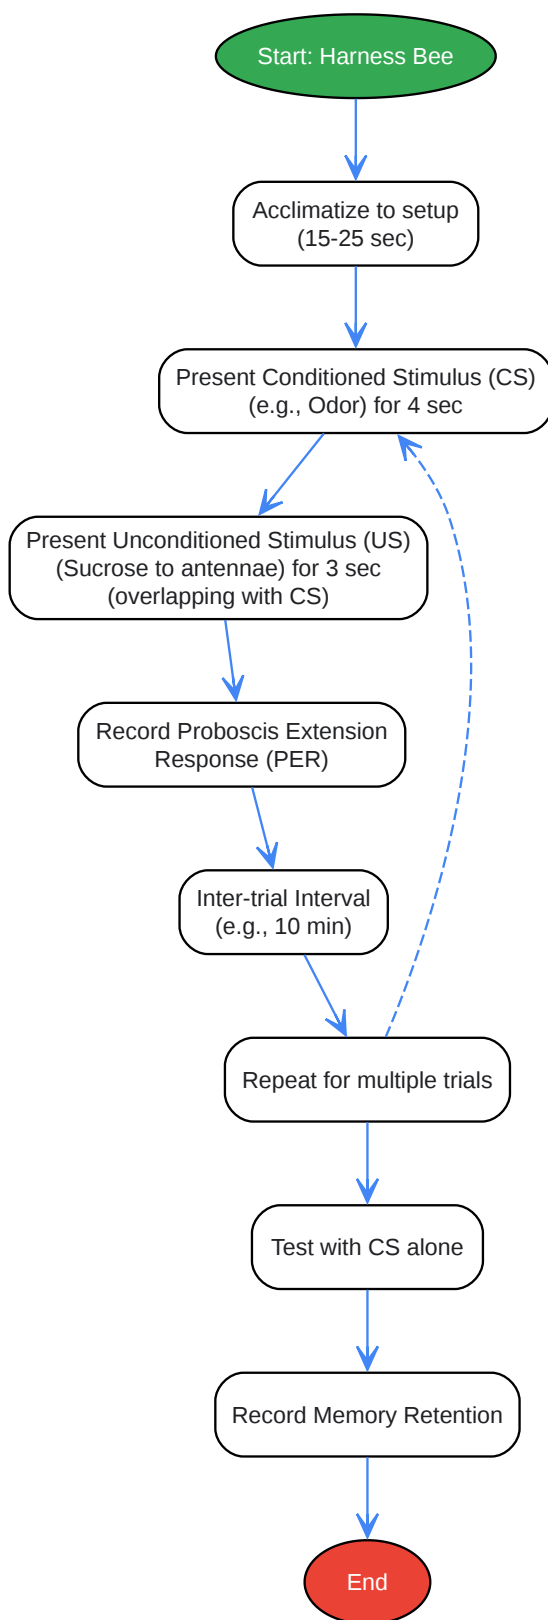 Start: Harness Bee
Acclimatize to setup
(15-25 sec)
Present Conditioned Stimulus (CS)
(e.g., Odor) for 4 sec
Present Unconditioned Stimulus (US)
(Sucrose to antennae) for 3 sec
(overlapping with CS)
Record Proboscis Extension
Response (PER)
Inter-trial Interval
(e.g., 10 min)
Repeat for multiple trials
Test with CS alone
Record Memory Retention
End